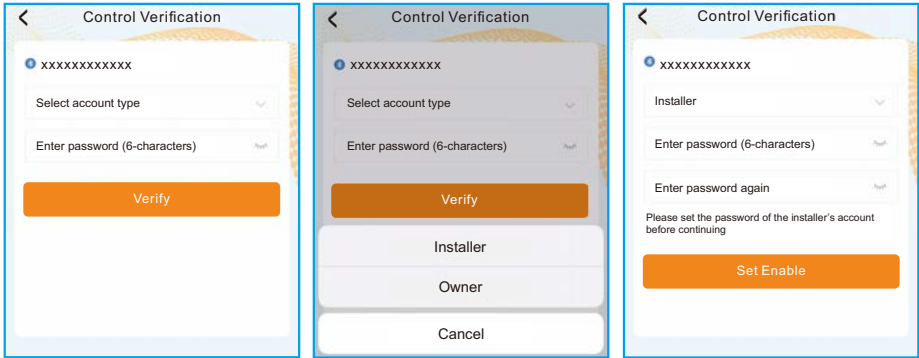 Control Verification
xxxxxxxxxxxx
Select account type
Enter password (6-characters)
Verify
Control Verification
xxxxxxxxxxxx
Select account type
Enter password (6-characters)
Verify
Installer
Owner
Cancel
Control Verification
xxxxxxxxxxxx
Installer
Enter password (6-characters)
Enter password again
Please set the password of the installer's account
before continuing
Set Enable